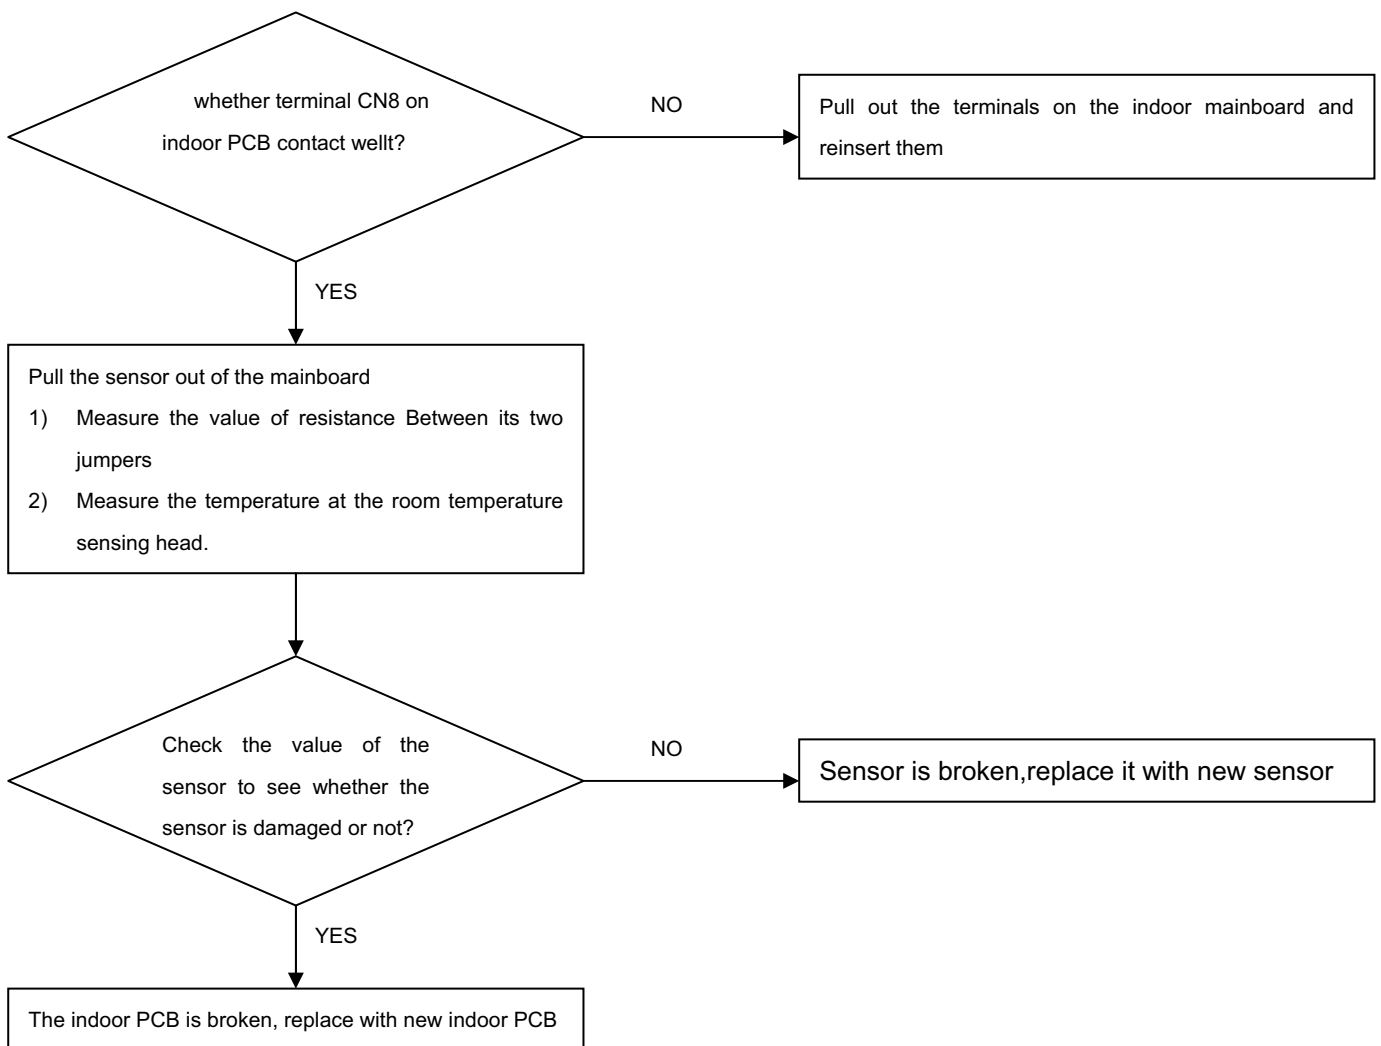 whether terminal CN8 on
indoor PCB contact wellt?
NO
Pull out the terminals on the indoor mainboard and
reinsert them
YES
Pull the sensor out of the mainboard
1) Measure the value of resistance Between its two
jumpers
2) Measure the temperature at the room temperature
sensing head.
Check the value of the
sensor to see whether the
sensor is damaged or not?
NO
Sensor is broken,replace it with new sensor
YES
The indoor PCB is broken, replace with new indoor PCB